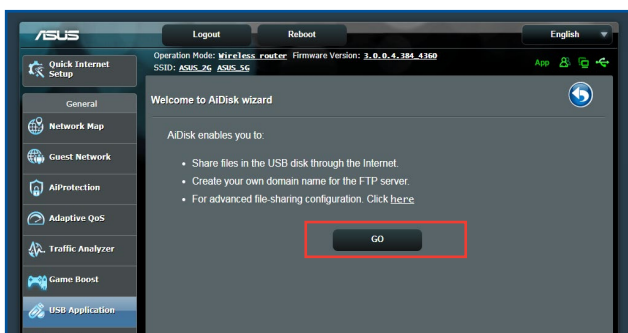 ASUS
Logout
Reboot
English
Quick Internet Setup
Operation Mode: Wireless router Firmware Version: 3.0.0.4.384_4360
SSID: ASUS_2G ASUS_5G
App
General
Welcome to AiDisk wizard
Network Map
AiDisk enables you to:
Guest Network
Share files in the USB disk through the Internet.
Create your own domain name for the FTP server.
AiProtection
For advanced file-sharing configuration. Click here
Adaptive QoS
GO
Traffic Analyzer
Game Boost
USB Application